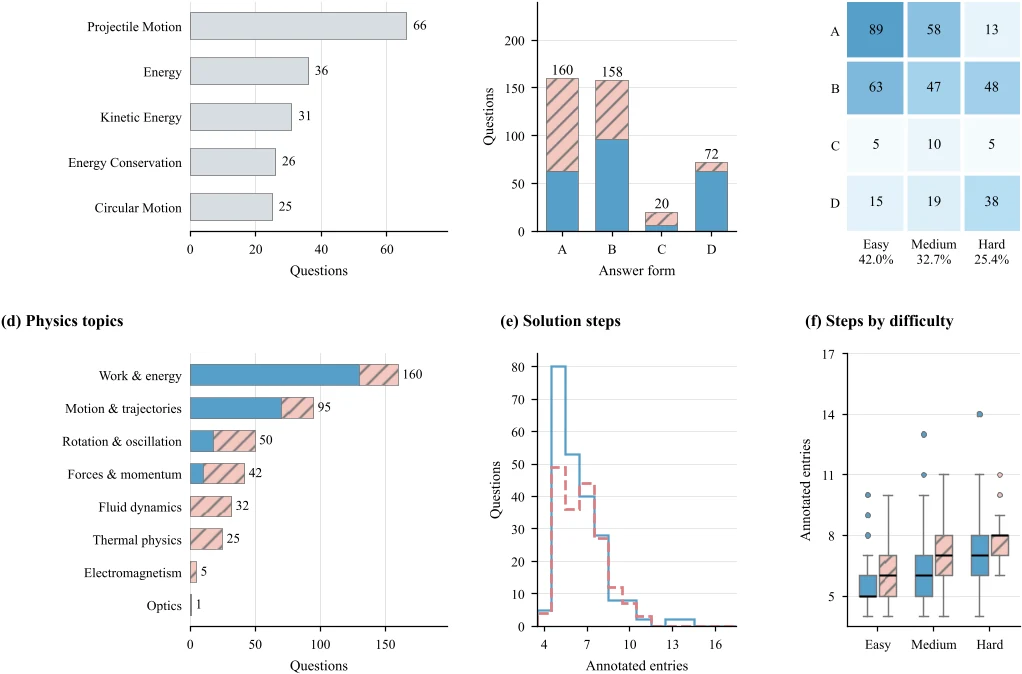 Projectile Motion 66
Energy 36
Kinetic Energy 31
Energy Conservation 26
Circular Motion 25
0 20 40 60
Questions
200
150
100
50
0
Questions
160 158 20 72
A B C D
Answer form
A 89 58 13
B 63 47 48
C 5 10 5
D 15 19 38
Easy Medium Hard
42.0% 32.7% 25.4%
(d) Physics topics
Work & energy 160
Motion & trajectories 95
Rotation & oscillation 50
Forces & momentum 42
Fluid dynamics 32
Thermal physics 25
Electromagnetism 5
Optics 1
0 50 100 150
Questions
(e) Solution steps
80
70
60
50
40
30
20
10
0
Questions
4 7 10 13 16
Annotated entries
(f) Steps by difficulty
17
14
11
8
5
Annotated entries
Easy Medium Hard